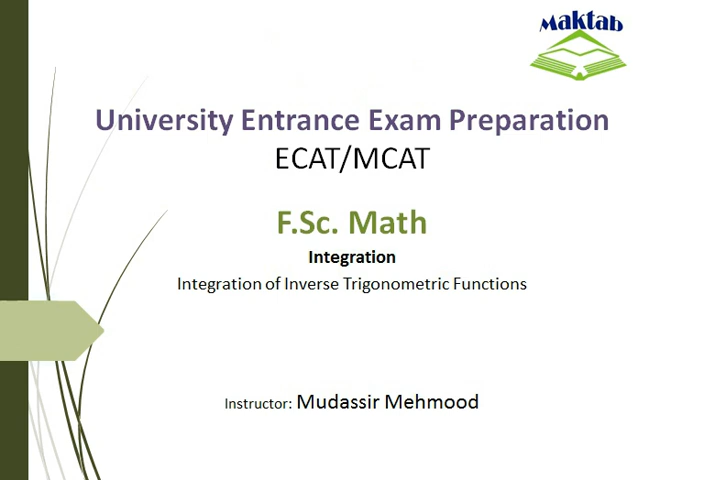 Maktab
University Entrance Exam Preparation
ECAT/MCAT
F.Sc. Math
Integration
Integration of Inverse Trigonometric Functions
Instructor: Mudassir Mehmood